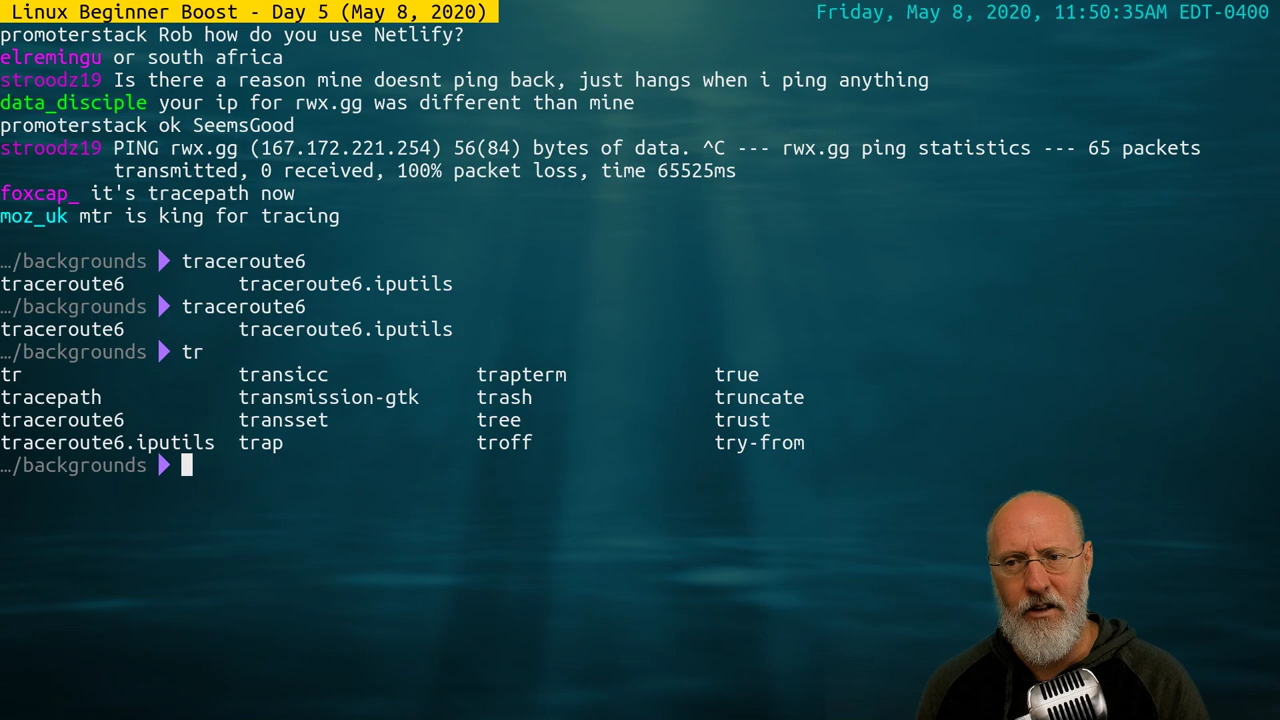 Linux Beginner Boost - Day 5 (May 8, 2020) Friday, May 8, 2020, 11:50:35AM EDT-0400
promoterstack Rob how do you use Netlify?
elremingu or south africa
stroodz19 Is there a reason mine doesnt ping back, just hangs when i ping anything
data_disciple your ip for rwx.gg was different than mine
promoterstack ok SeemsGood
stroodz19 PING rwx.gg (167.172.221.254) 56(84) bytes of data. ^C --- rwx.gg ping statistics --- 65 packets
transmitted, 0 received, 100% packet loss, time 65525ms
foxcap_ it's tracepath now
moz_uk mtr is king for tracing
…/backgrounds traceroute6
traceroute6 traceroute6.iputils
…/backgrounds traceroute6
traceroute6 traceroute6.iputils
…/backgrounds tr
tr transicc trapterm true
tracepath transmission-gtk trash truncate
traceroute6 transset tree trust
traceroute6.iputils trap troff try-from
…/backgrounds